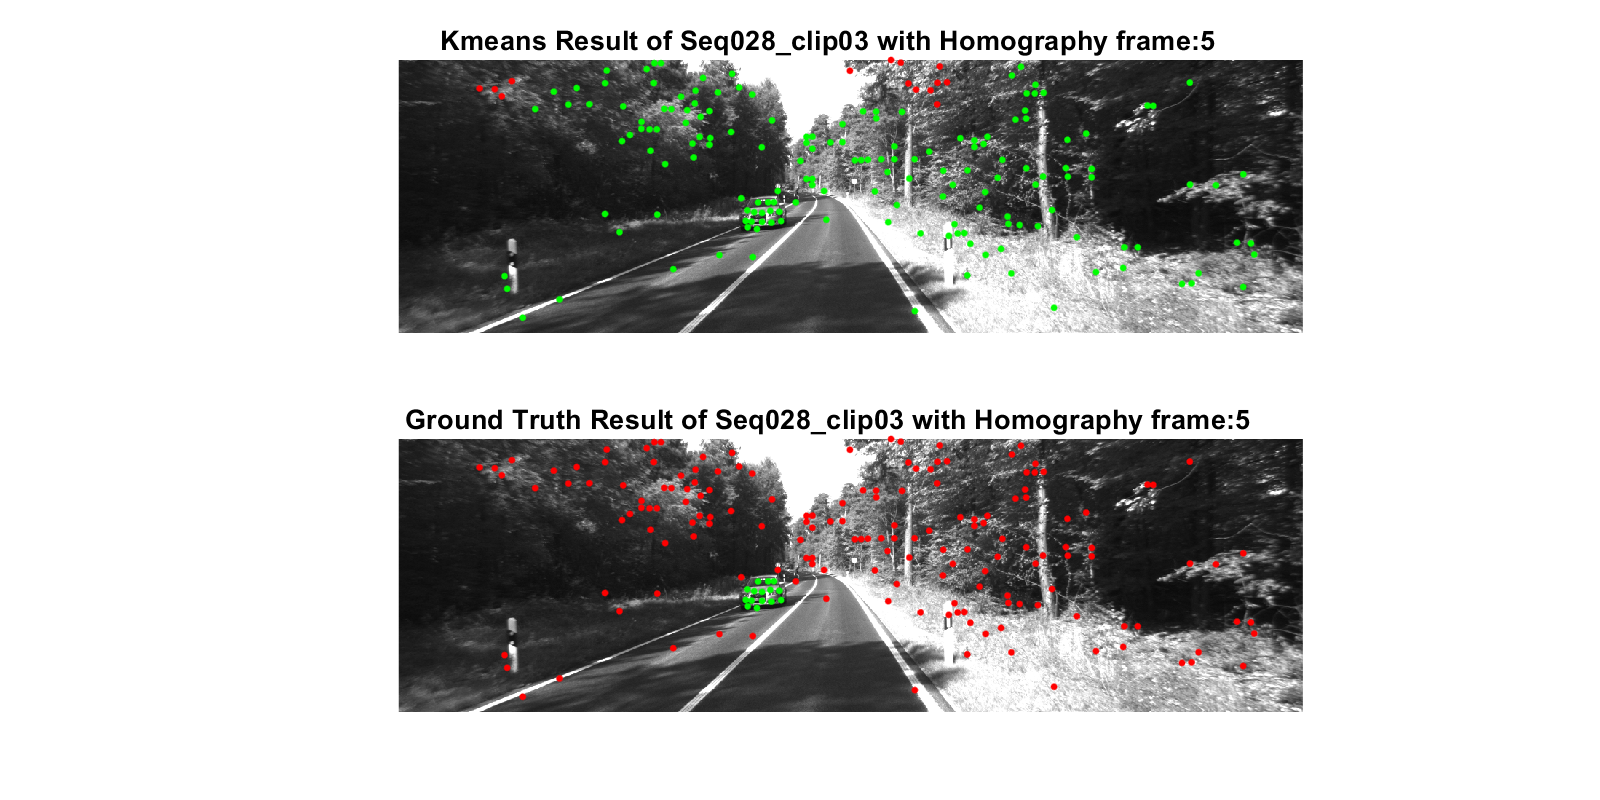 Kmeans Result of Seq028_clip03 with Homography frame:5
Ground Truth Result of Seq028_clip03 with Homography frame:5